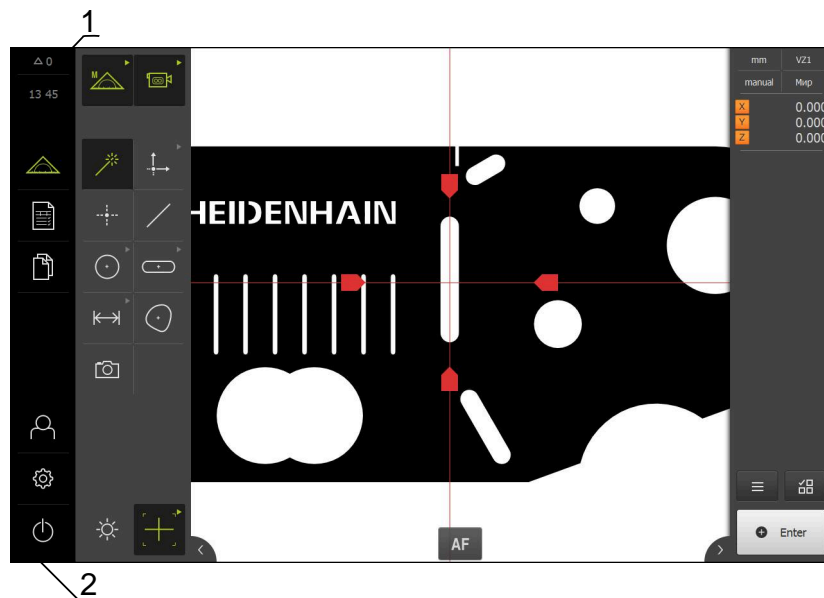 1
△ 0
mm VZ1
M
manual Мир
13 45
X 0.000
Y 0.000
Z 0.000
HEIDENHAIN
AF
Enter
2